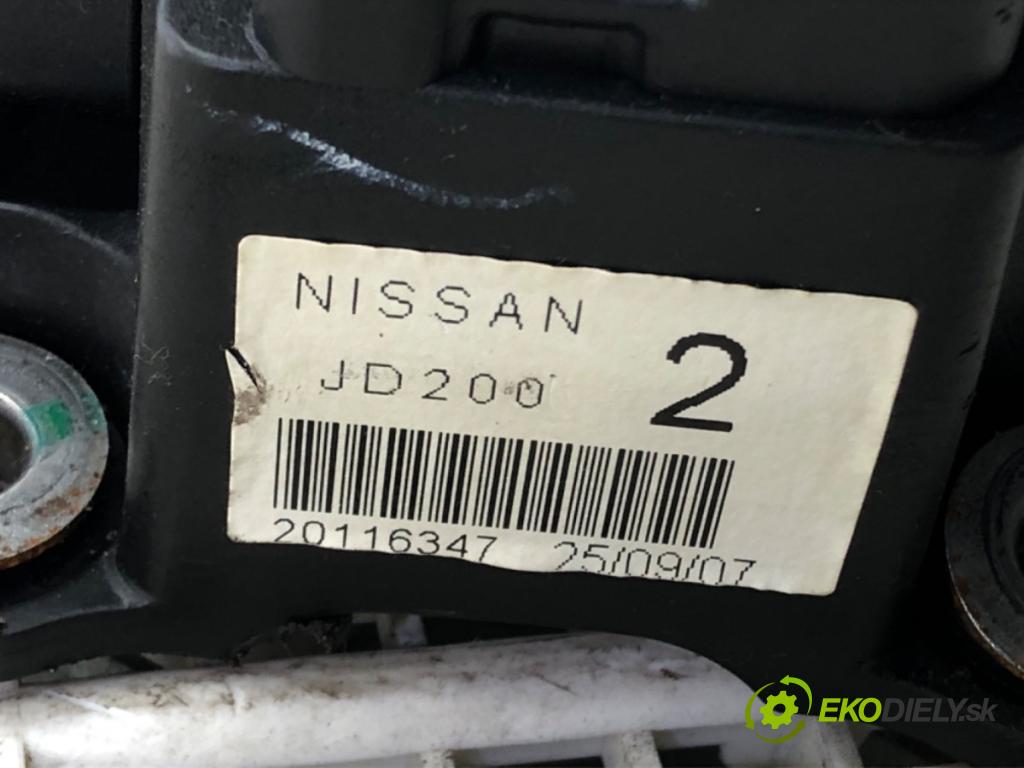 NISSAN
JD200
2
20116347 25/09/07
EKODIELY.sk